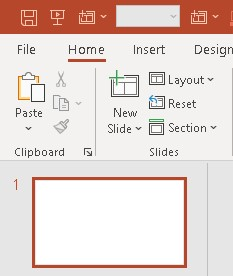 File Home Insert Design
Paste
New
Slide
Layout
Reset
Section
Clipboard
Slides
1